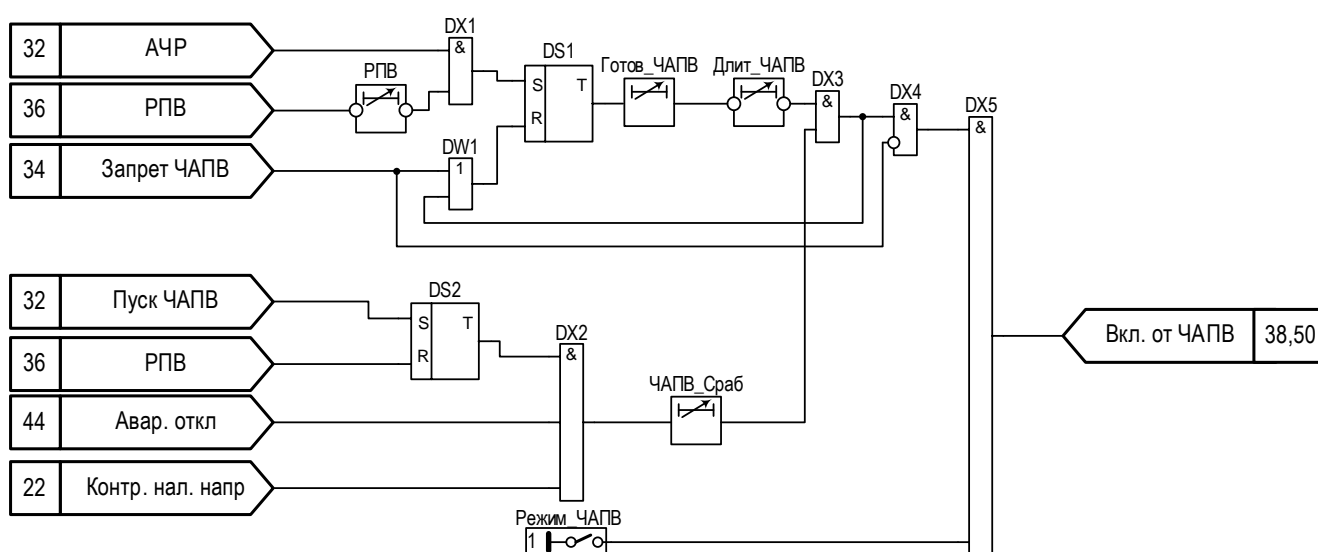 DX1
32 АЧР
&
DS1
РПВ
Готов_ЧАПВ
Длит_ЧАПВ
DX3
DX4
DX5
S T
&
&
&
36 РПВ
R
DW1
34 Запрет ЧАПВ
1
32 Пуск ЧАПВ
DS2
S T
DX2
36 РПВ
R
&
Вкл. от ЧАПВ 38,50
ЧАПВ_Сраб
44 Авар. откл
22 Контр. нал. напр
Режим_ЧАПВ
1